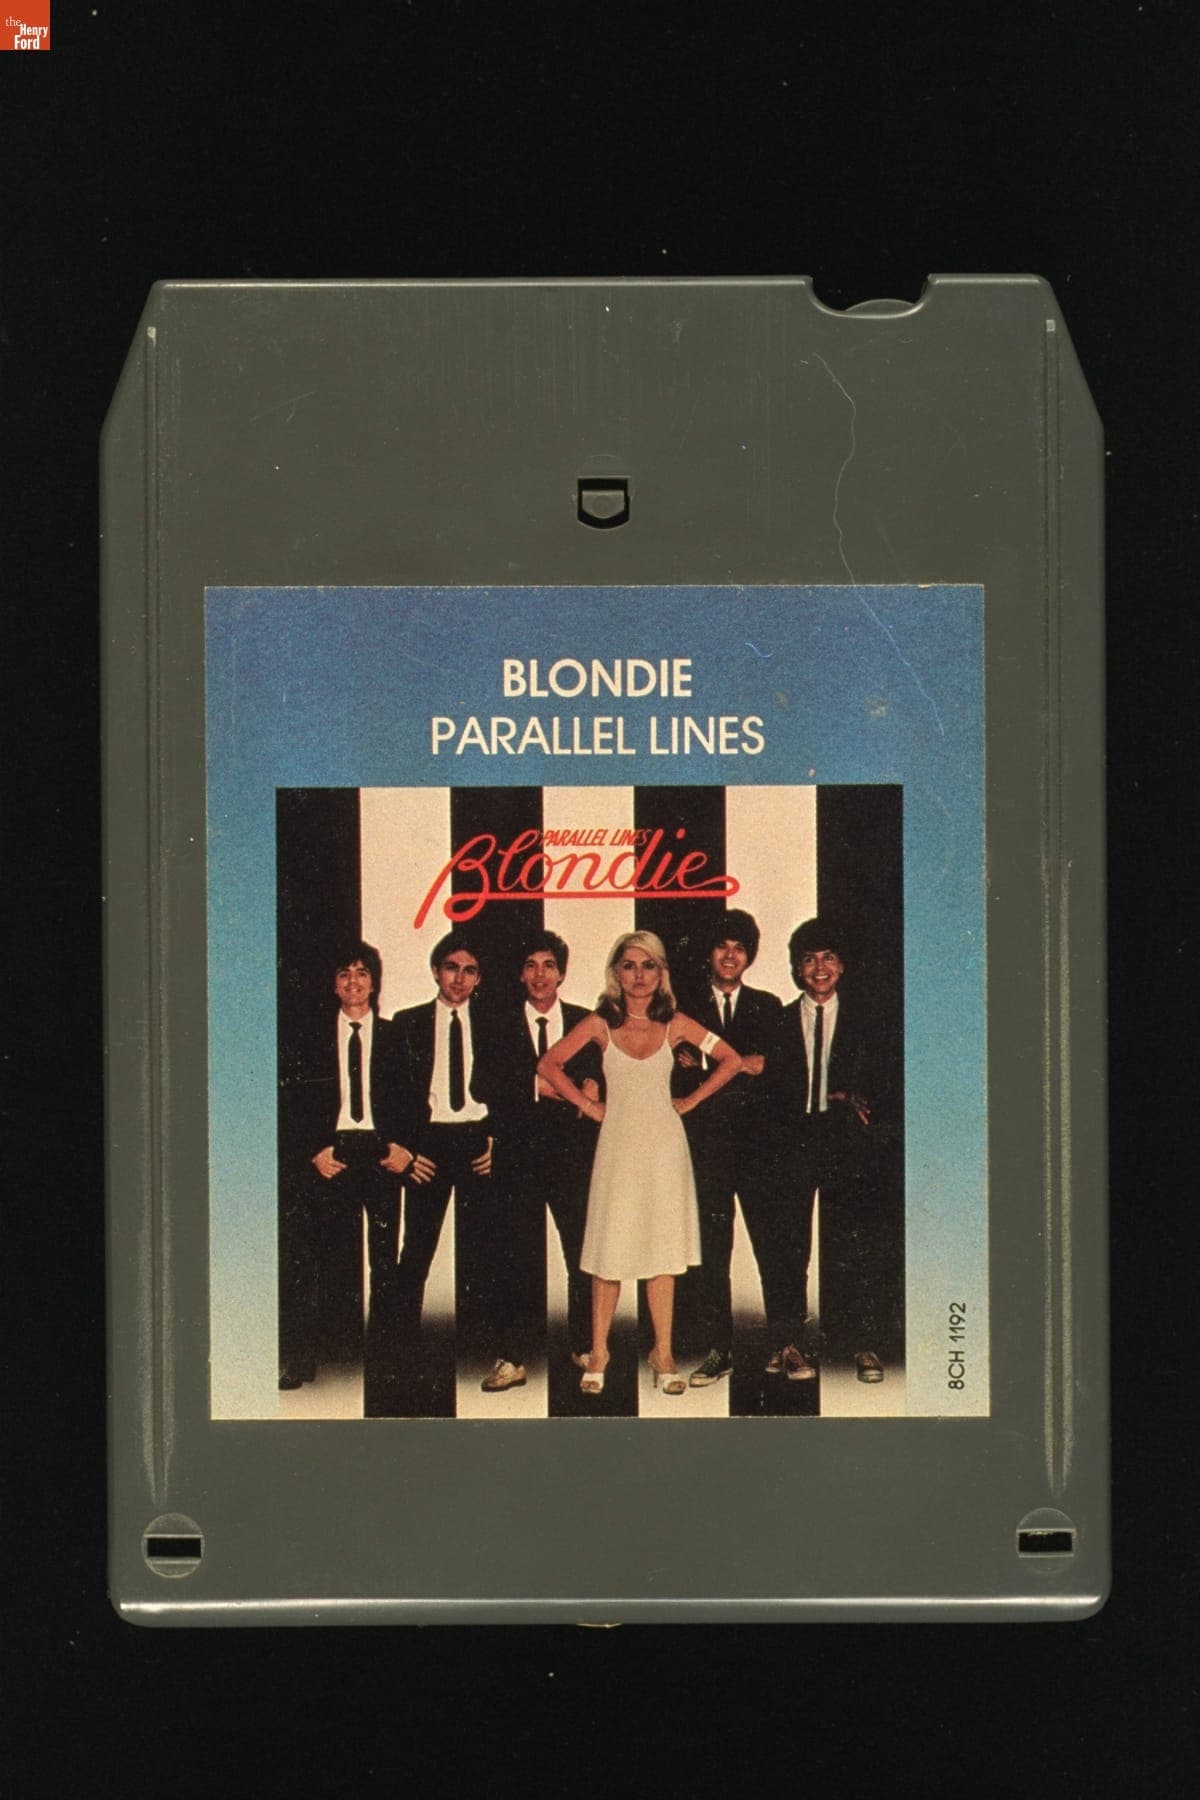 the
Henry
Ford
BLONDIE
PARALLEL LINES
PARALLEL LINES
Blondie
8CH 1192